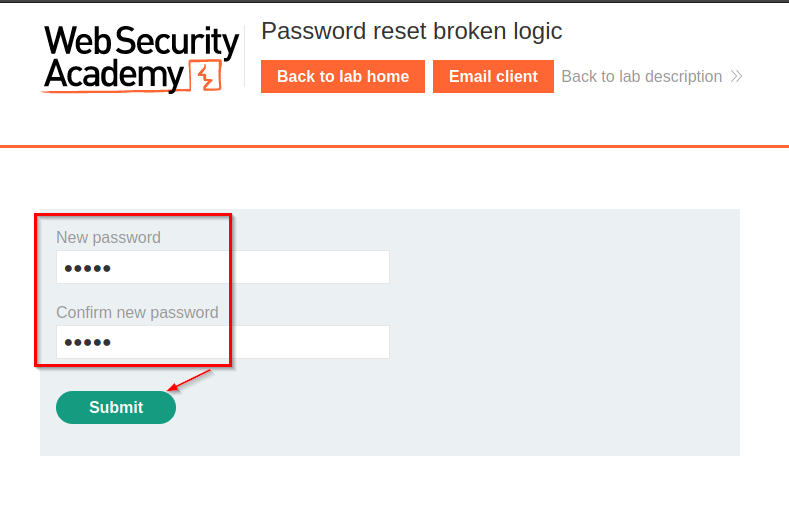 Web Security
Academy
Password reset broken logic
Back to lab home
Email client
Back to lab description
New password
•••••
Confirm new password
•••••
Submit